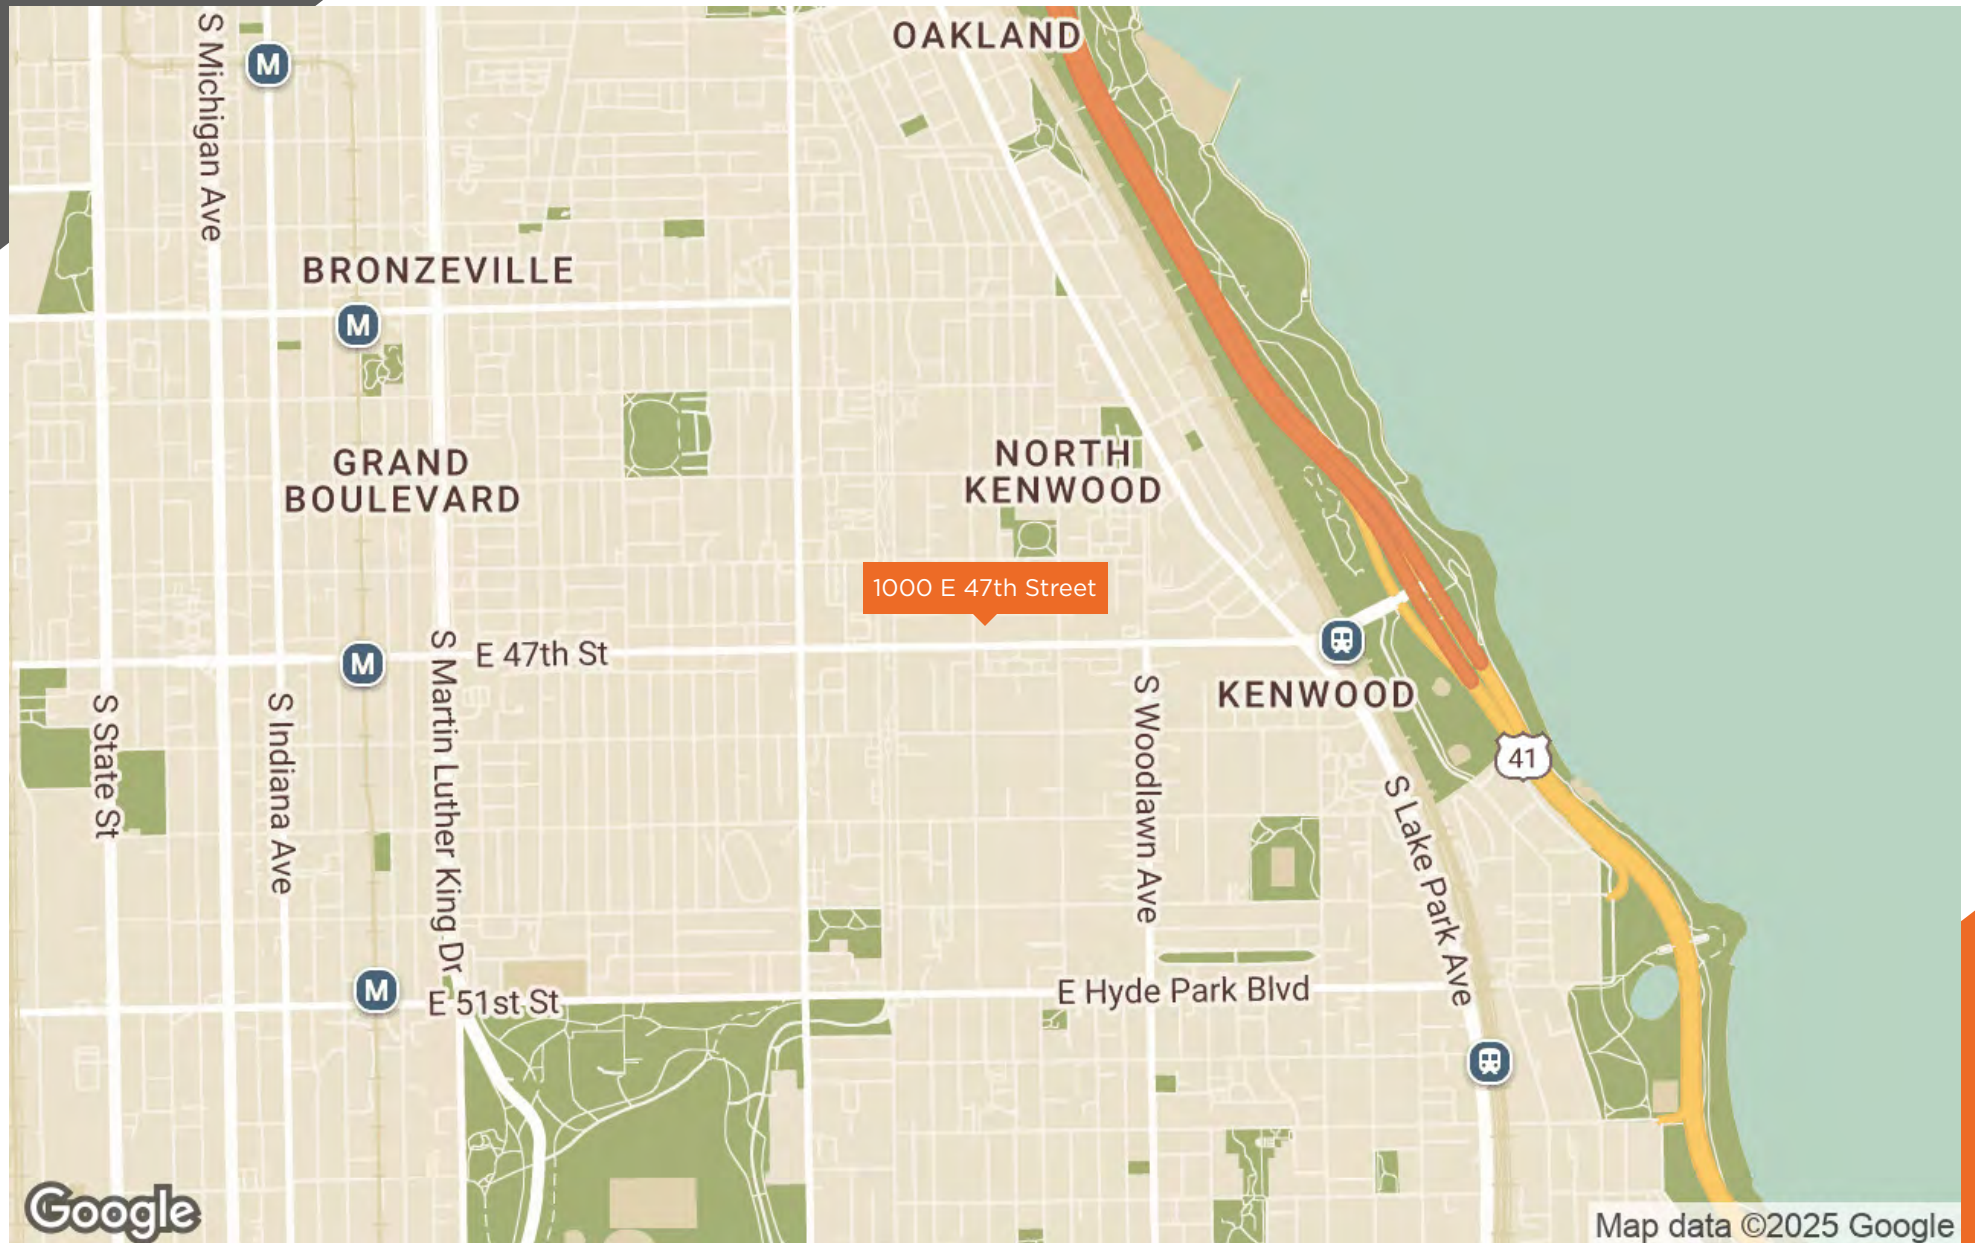 OAKLAND
S Michigan Ave
M
BRONZEVILLE
M
GRAND
BOULEVARD
NORTH
KENWOOD
1000 E 47th Street
E 47th St
M
KENWOOD
S State St
S Indiana Ave
S Martin Luther King Dr
S Woodlawn Ave
S Lake Park Ave
41
M
E 51st St
E Hyde Park Blvd
Google
Map data ©2025 Google